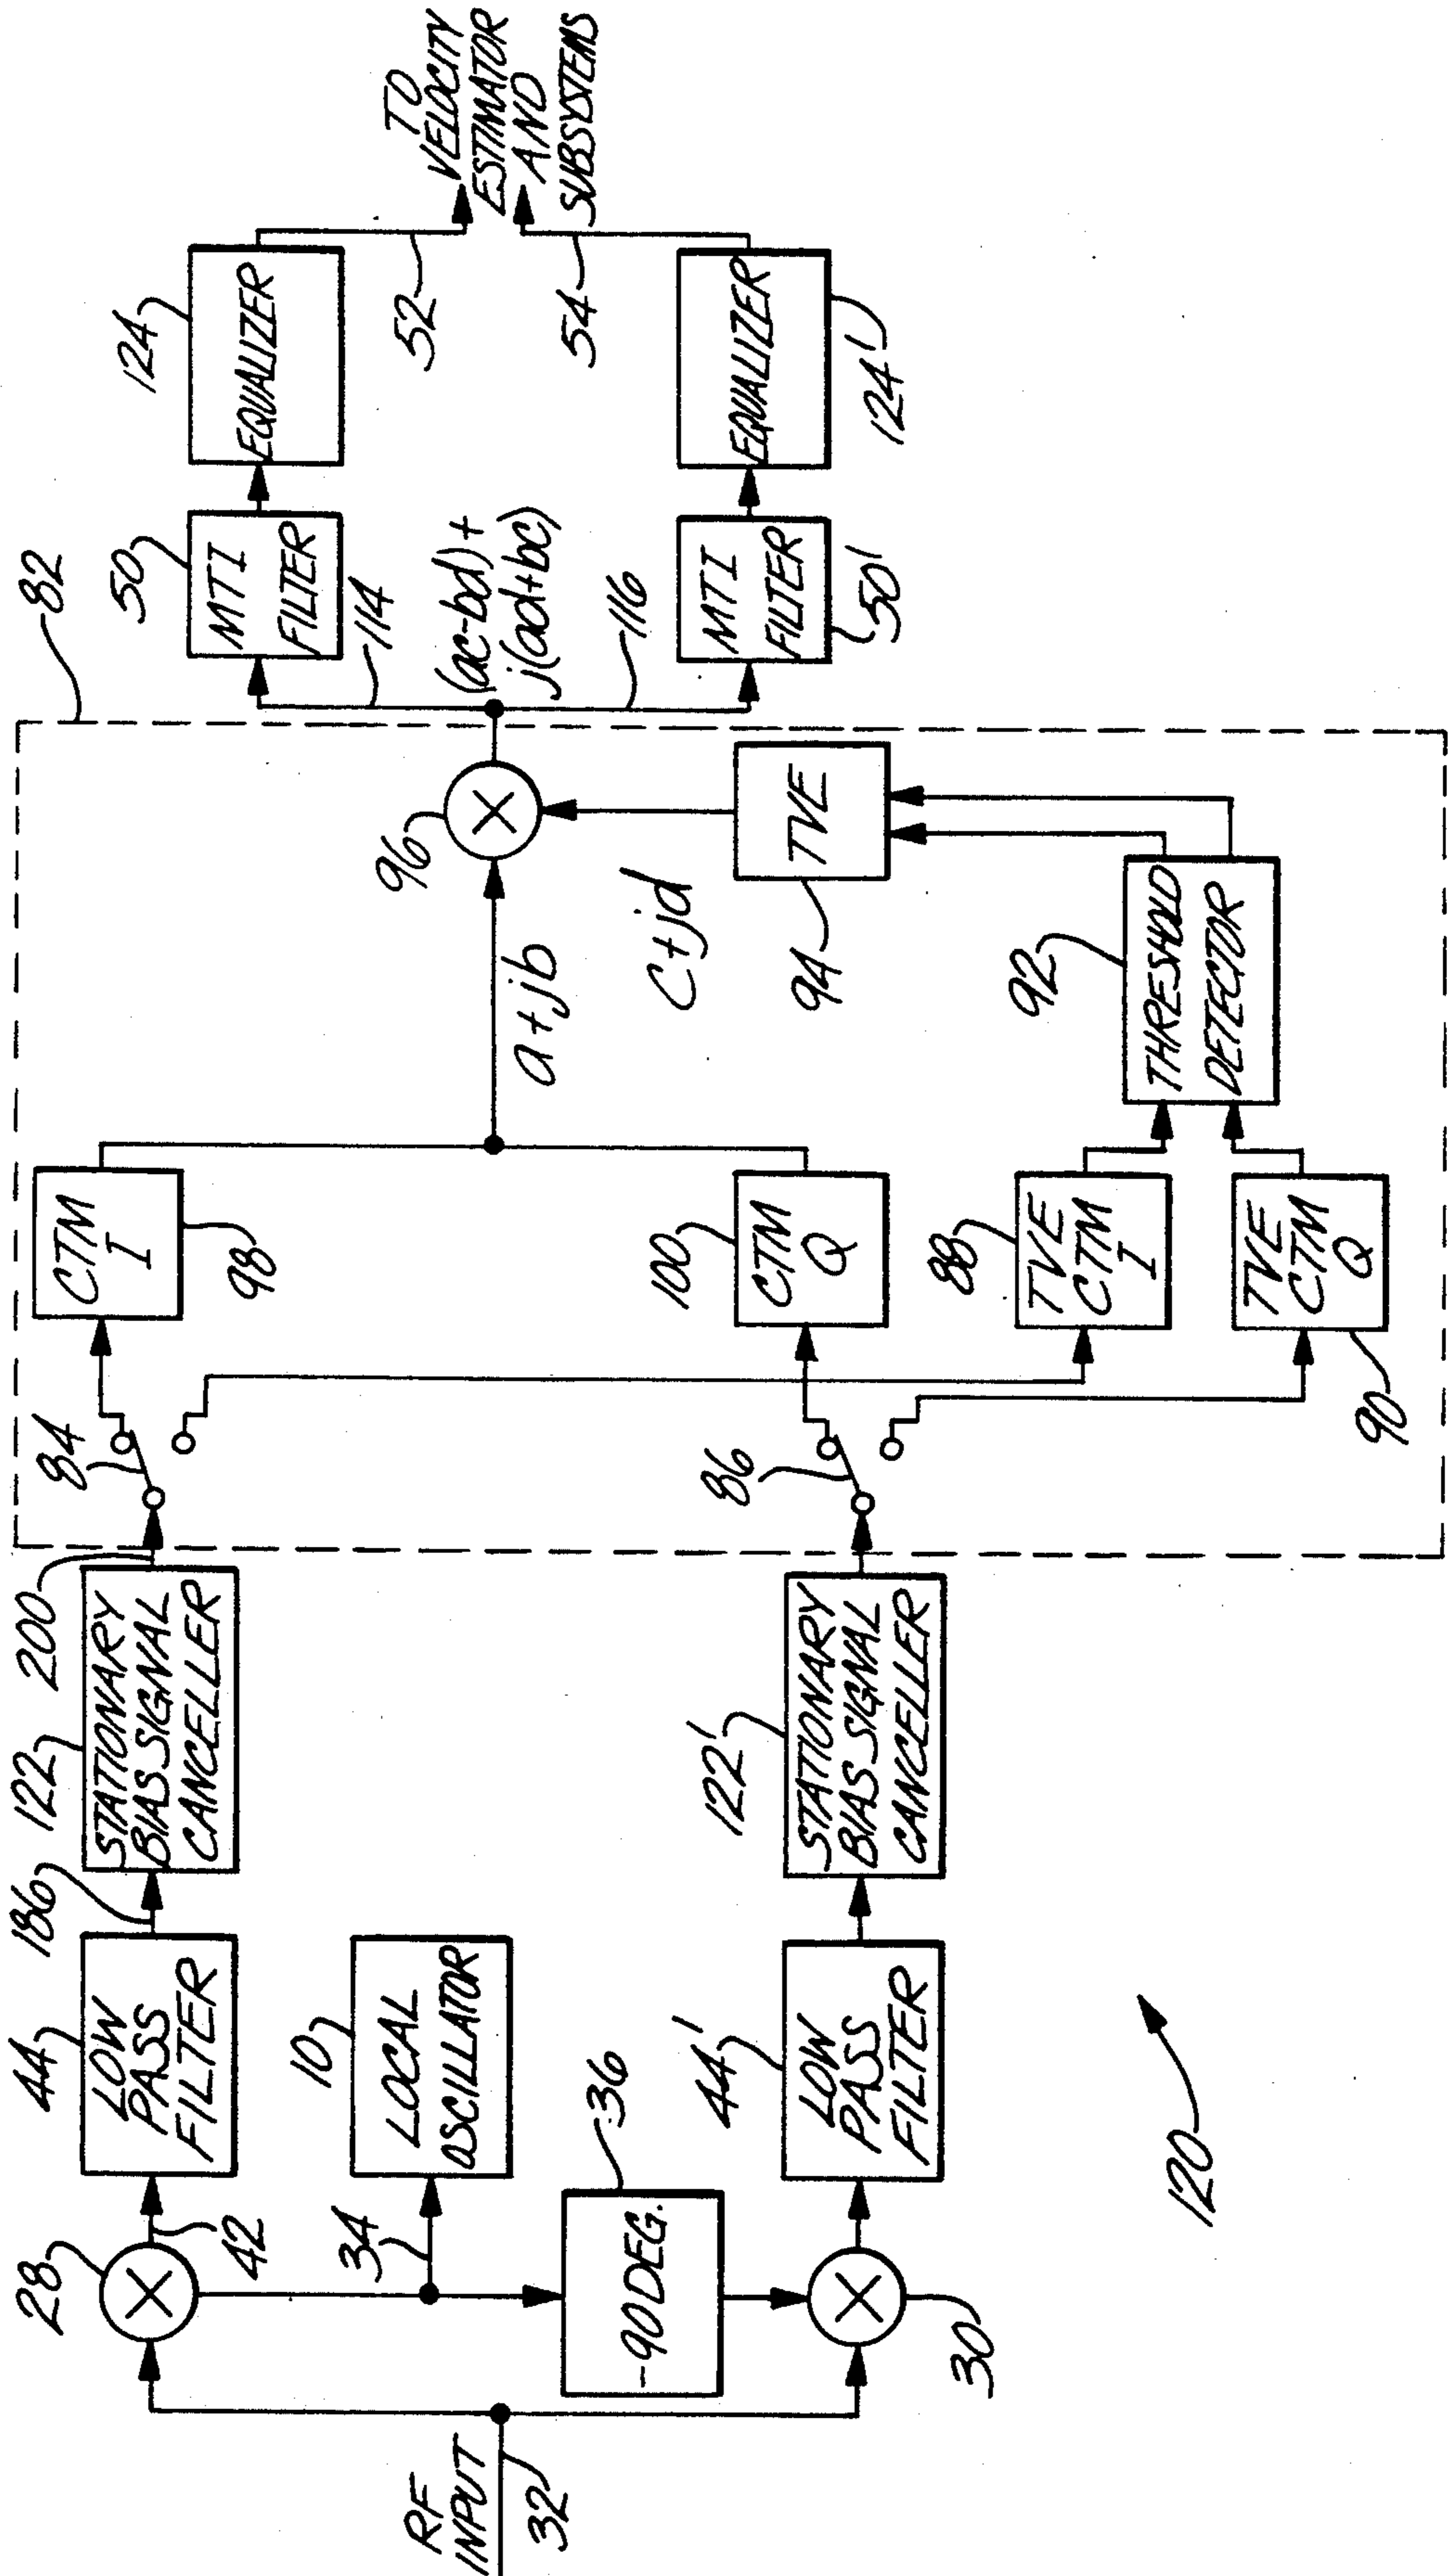 RF
INPUT
32
28
42
44
LOW
PASS
FILTER
186
122
STATIONARY
BIAS SIGNAL
CANCELLER
200
34
10
LOCAL
OSCILLATOR
36
-90 DEG.
30
44'
LOW
PASS
FILTER
122'
STATIONARY
BIAS SIGNAL
CANCELLER
120
82
84
86
CTM
I
98
100
CTM
Q
88
TVE
CTM
I
TVE
CTM
Q
90
a+jb
92
THRESHOLD
DETECTOR
C+jd
TVE
94
96
(ac-bd)+
j(ad+bc)
114
116
50
MTI
FILTER
MTI
FILTER
50'
124
EQUALIZER
EQUALIZER
124'
52
54
TO
VELOCITY
ESTIMATOR
AND
SUBSYSTEMS